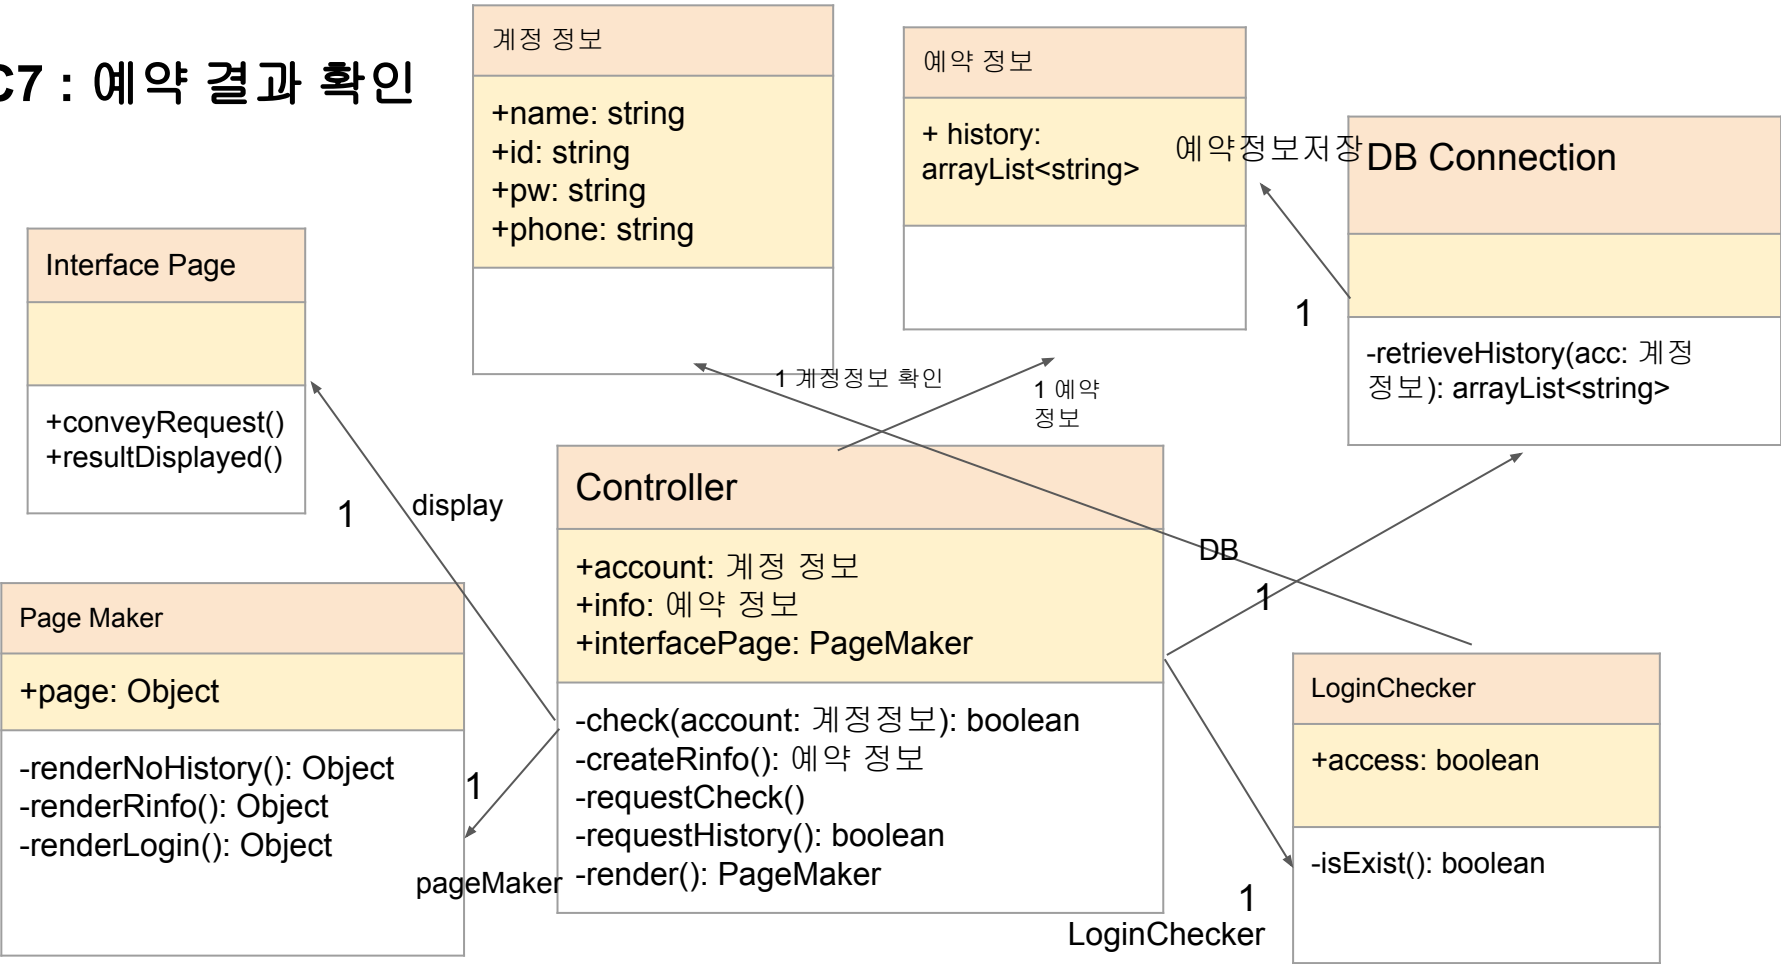 C7 : 예약 결과 확인
계정 정보
+name: string
+id: string
+pw: string
+phone: string
예약 정보
+ history:
arrayList<string>
예약정보저장
1
DB Connection
-retrieveHistory(acc: 계정
정보): arrayList<string>
Interface Page
+conveyRequest()
+resultDisplayed()
1 계정정보 확인
1 예약
정보
1
display
Controller
+account: 계정 정보
+info: 예약 정보
+interfacePage: PageMaker
-check(account: 계정정보): boolean
-createRinfo(): 예약 정보
-requestCheck()
-requestHistory(): boolean
-render(): PageMaker
DB
1
Page Maker
+page: Object
-renderNoHistory(): Object
-renderRinfo(): Object
-renderLogin(): Object
1
pageMaker
LoginChecker
+access: boolean
-isExist(): boolean
1
LoginChecker